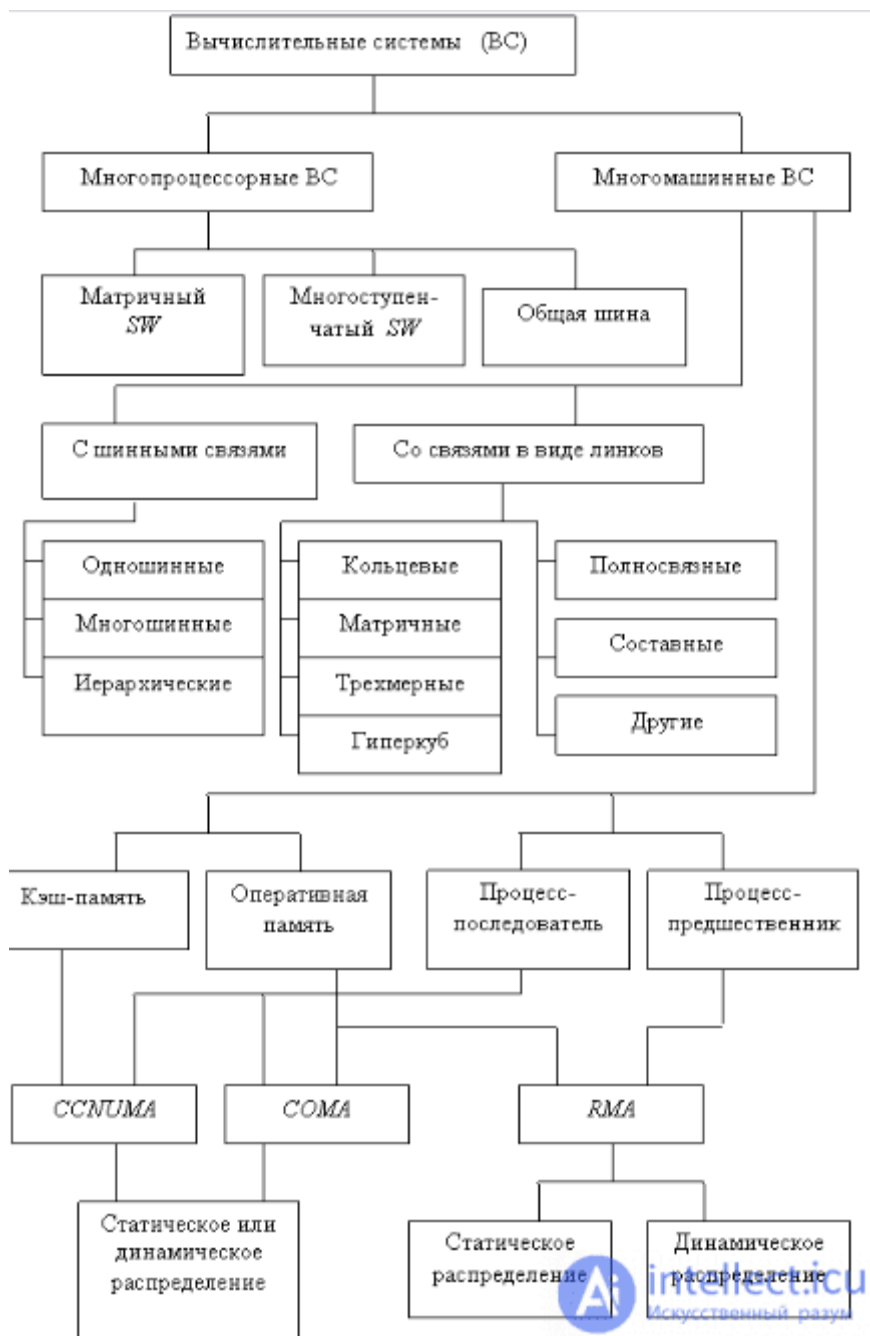 Вычислительные системы (ВС)
Многопроцессорные ВС
Многомашинные ВС
Матричный
SW
Многоступен-
чатый SW
Общая шина
С шинными связями
Со связями в виде линков
Одношинные
Многошинные
Иерархические
Кольцевые
Матричные
Трехмерные
Гиперкуб
Полносвязные
Составные
Другие
Кэш-память
Оперативная
память
Процесс-
последователь
Процесс-
предшественник
CCNUMA
COMA
RMA
Статическое или
динамическое
распределение
Статическое
распределение
Динамическое
распределение
Ai
intellect.icu
Искусственный разум